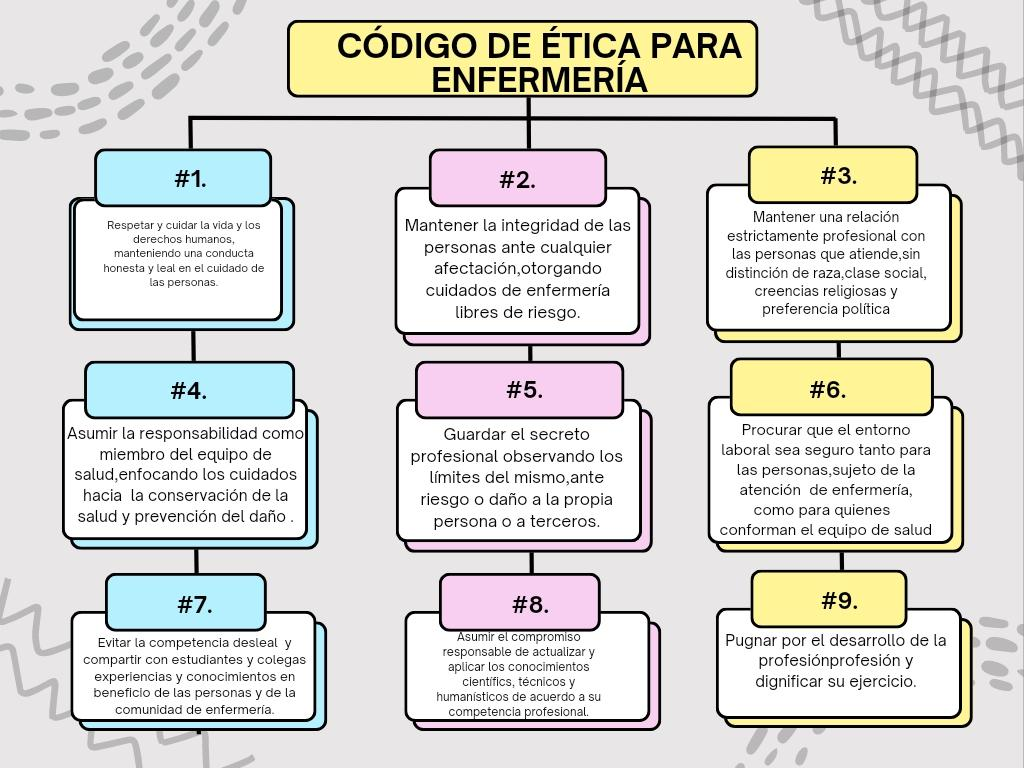 CÓDIGO DE ÉTICA PARA
ENFERMERÍA
#1.
Respetar y cuidar la vida y los
derechos humanos,
manteniendo una conducta
honesta y leal en el cuidado de
las personas.
#2.
Mantener la integridad de las
personas ante cualquier
afectación,otorgando
cuidados de enfermería
libres de riesgo.
#3.
Mantener una relación
estrictamente profesional con
las personas que atiende,sin
distinción de raza,clase social,
creencias religiosas y
preferencia política
#4.
Asumir la responsabilidad como
miembro del equipo de
salud,enfocando los cuidados
hacia  la conservación de la
salud y prevención del daño .
#5.
Guardar el secreto
profesional observando los
límites del mismo,ante
riesgo o daño a la propia
persona o a terceros.
#6.
Procurar que el entorno
laboral sea seguro tanto para
las personas,sujeto de la
atención  de enfermería,
como para quienes
conforman el equipo de salud
#7.
Evitar la competencia desleal  y
compartir con estudiantes y colegas
experiencias y conocimientos en
beneficio de las personas y de la
comunidad de enfermería.
#8.
Asumir el compromiso
responsable de actualizar y
aplicar los conocimientos
científics, técnicos y
humanísticos de acuerdo a su
competencia profesional.
#9.
Pugnar por el desarrollo de la
profesiónprofesión y
dignificar su ejercicio.